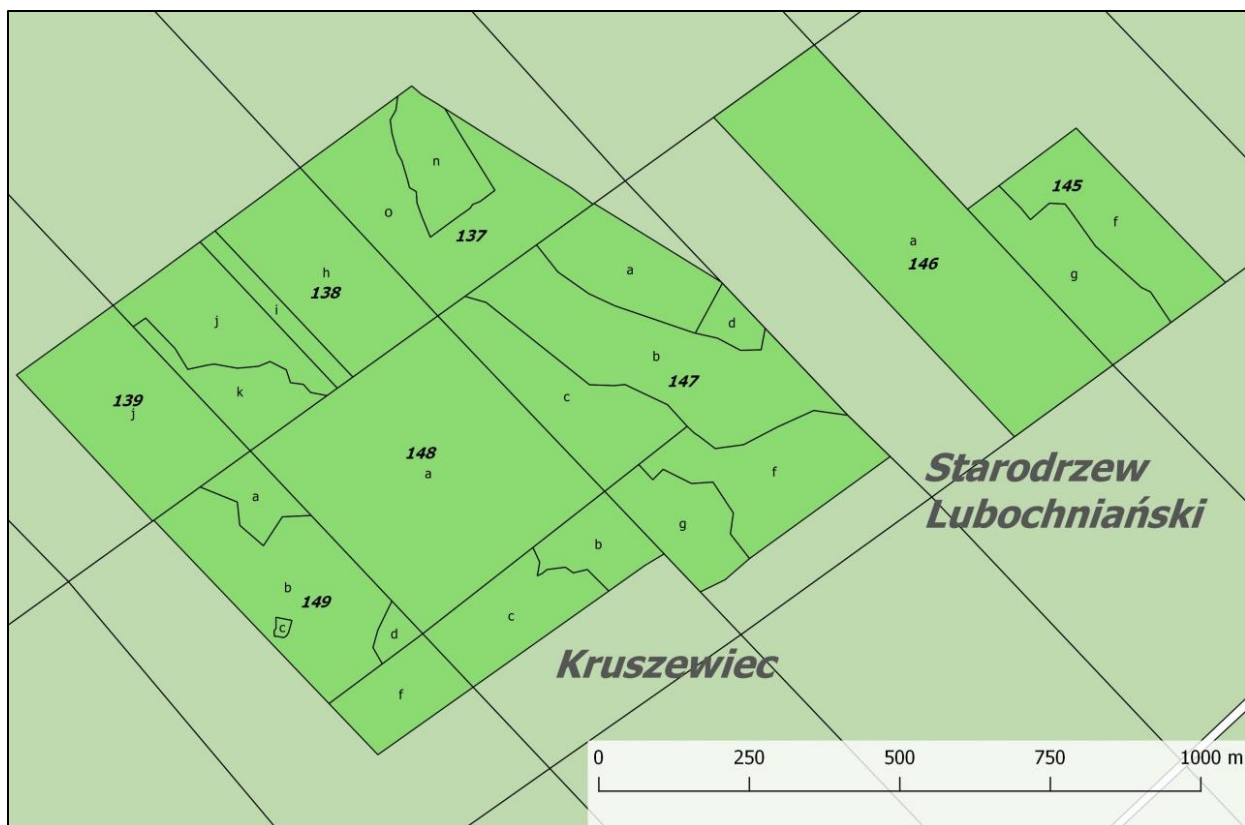 n
145
o
137
f
a
a
146
h
138
g
i
j
d
b
147
k
c
139
j
148
a
f
Starodrzew
Lubochniański
a
g
b
b
149
c
c
d
Kruszewiec
f
0 250 500 750 1000 m